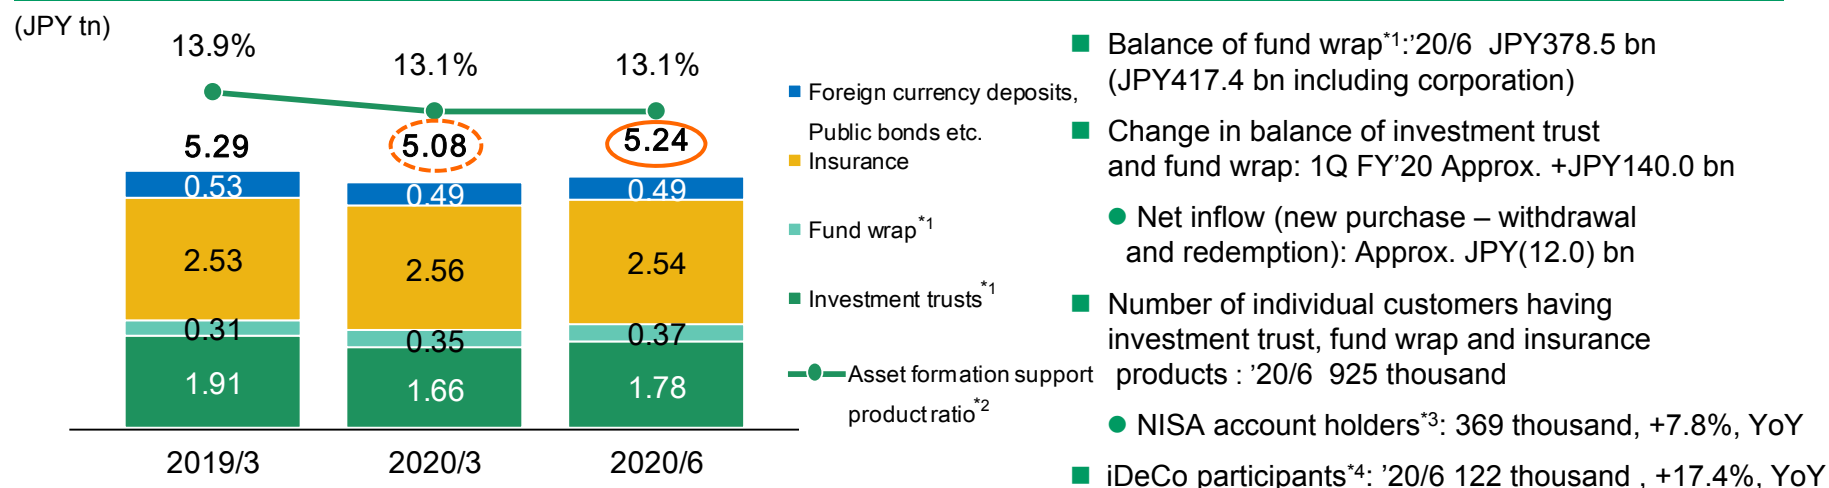 (JPY tn)
13.9%
13.1%
13.1%
5.29
5.08
5.24
0.53
0.49
0.49
2.53
2.56
2.54
0.31
0.35
0.37
1.91
1.66
1.78
2019/3
2020/3
2020/6
Foreign currency deposits,
Public bonds etc.
Insurance
Fund wrap*1
Investment trusts*1
Asset formation support
product ratio*2
■ Balance of fund wrap*1:’20/6 JPY378.5 bn
(JPY417.4 bn including corporation)
■ Change in balance of investment trust
and fund wrap: 1Q FY’20 Approx. +JPY140.0 bn
● Net inflow (new purchase – withdrawal
and redemption): Approx. JPY(12.0) bn
■ Number of individual customers having
investment trust, fund wrap and insurance
products : ’20/6 925 thousand
● NISA account holders*3: 369 thousand, +7.8%, YoY
■ iDeCo participants*4: ’20/6 122 thousand , +17.4%, YoY